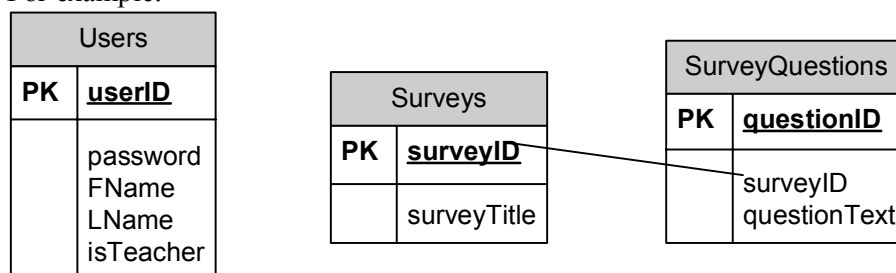 For example:
Users
PK userID
password
FName
LName
isTeacher
Surveys
PK surveyID
surveyTitle
SurveyQuestions
PK questionID
surveyID
questionText